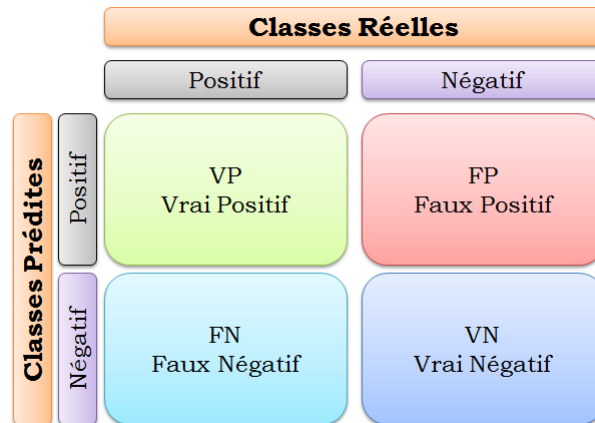 Classes Réelles
Positif
Négatif
Classes Prédites
Positif
VP
Vrai Positif
FP
Faux Positif
Négatif
FN
Faux Négatif
VN
Vrai Négatif